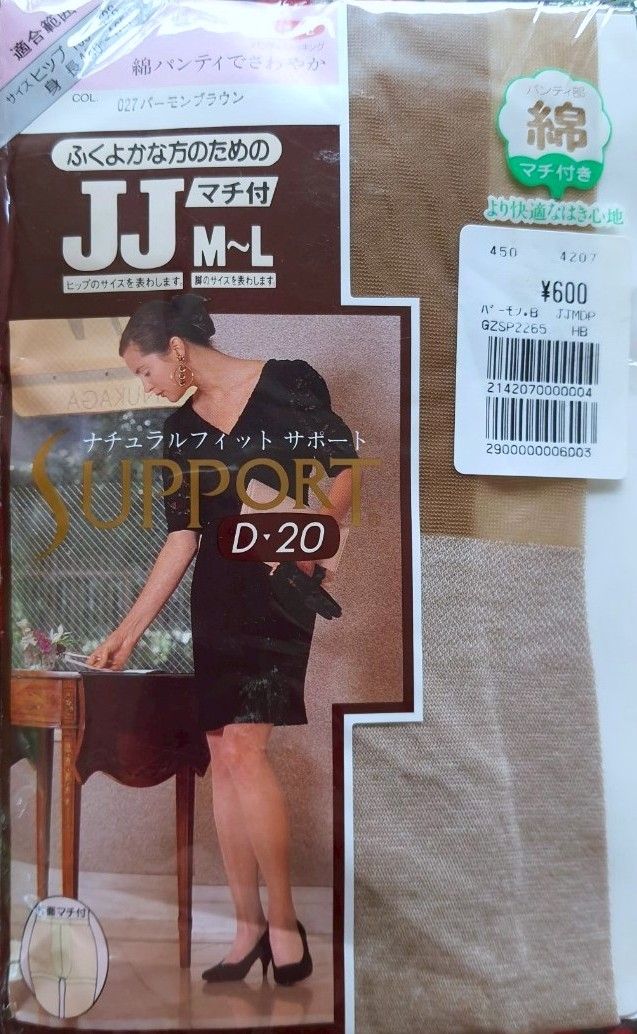 適合範囲
サイズ ヒップ
身長
綿パンティでさわやか
COL 027バーモンブラウン
ふくよかな方のための
JJ マチ付
M~L
ヒップのサイズを表わします。 脚のサイズを表わします。
ナチュラルフィット サポート
SUPPORT
D・20
パンティ部
綿
マチ付き
より快適なはき心地
450 4207
¥600
バーモン•B JJMDP
GZSP2265 HB
2142070000004
2900000006003
マチ付